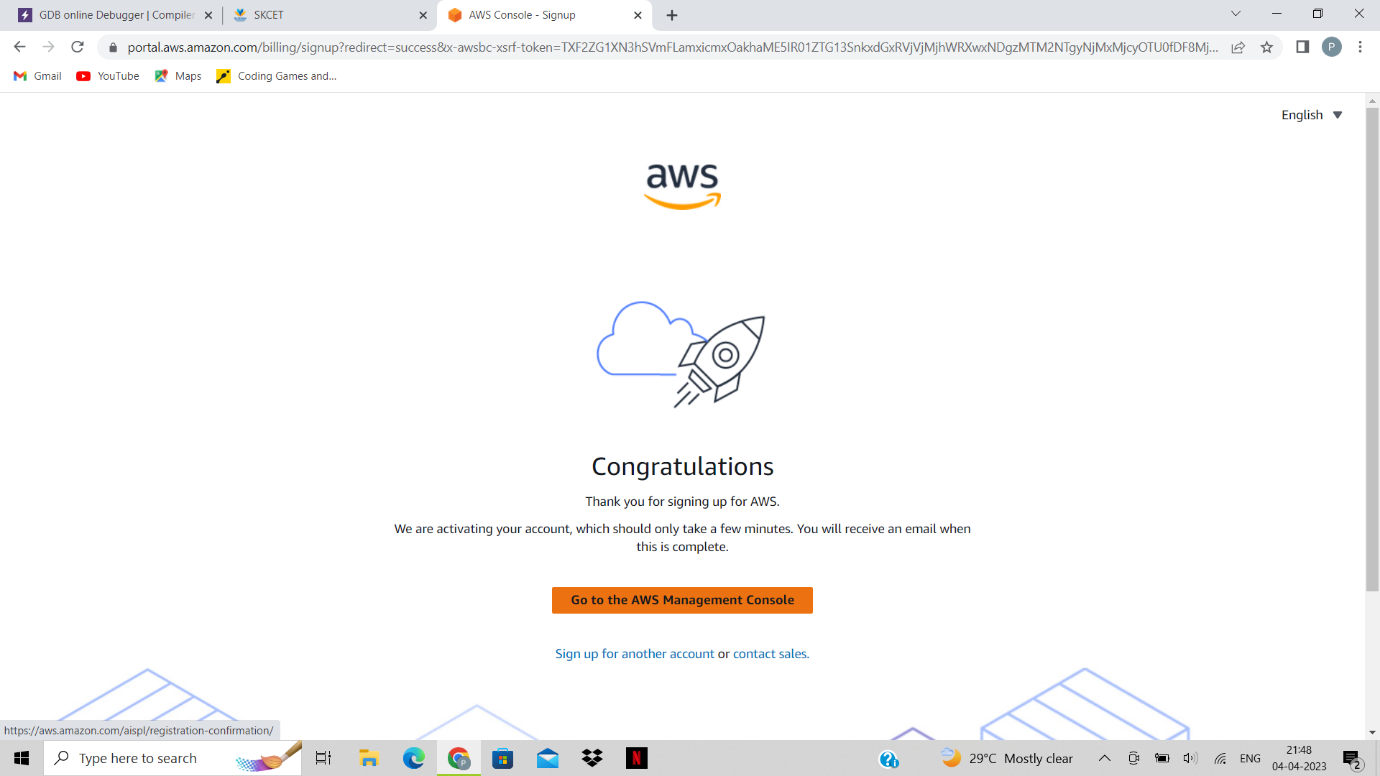 GDB online Debugger | Compiler
SKCET
AWS Console - Signup
portal.aws.amazon.com/billing/signup?redirect=success&x-awsbc-xsrf-token=TXF2ZG1XN3hSVmFLamxicmxOakhaME5IR01ZTG13SnkxdGxRVjVjMjhWRXwxNDgzMTM2NTgyNjMxMjcyOTU0fDF8Mj...
P
Gmail
YouTube
Maps
Coding Games and...
English
aws
Congratulations
Thank you for signing up for AWS.
We are activating your account, which should only take a few minutes. You will receive an email when
this is complete.
Go to the AWS Management Console
Sign up for another account or contact sales.
https://aws.amazon.com/aispl/registration-confirmation/
Type here to search
P
N
29°C Mostly clear
ENG
21:48
04-04-2023
2